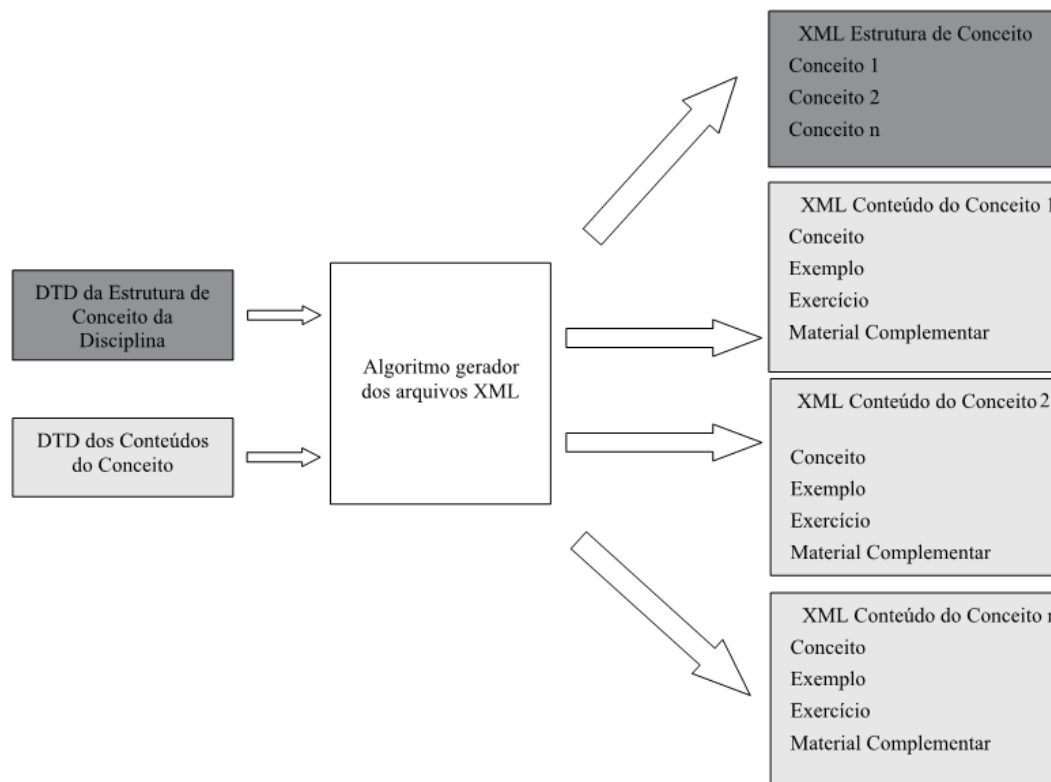 DTD da Estrutura de
Conceito da
Disciplina
DTD dos Conteúdos
do Conceito
Algoritmo gerador
dos arquivos XML
XML Estrutura de Conceito
Conceito 1
Conceito 2
Conceito n
XML Conteúdo do Conceito 1
Conceito
Exemplo
Exercício
Material Complementar
XML Conteúdo do Conceito 2
Conceito
Exemplo
Exercício
Material Complementar
XML Conteúdo do Conceito n
Conceito
Exemplo
Exercício
Material Complementar